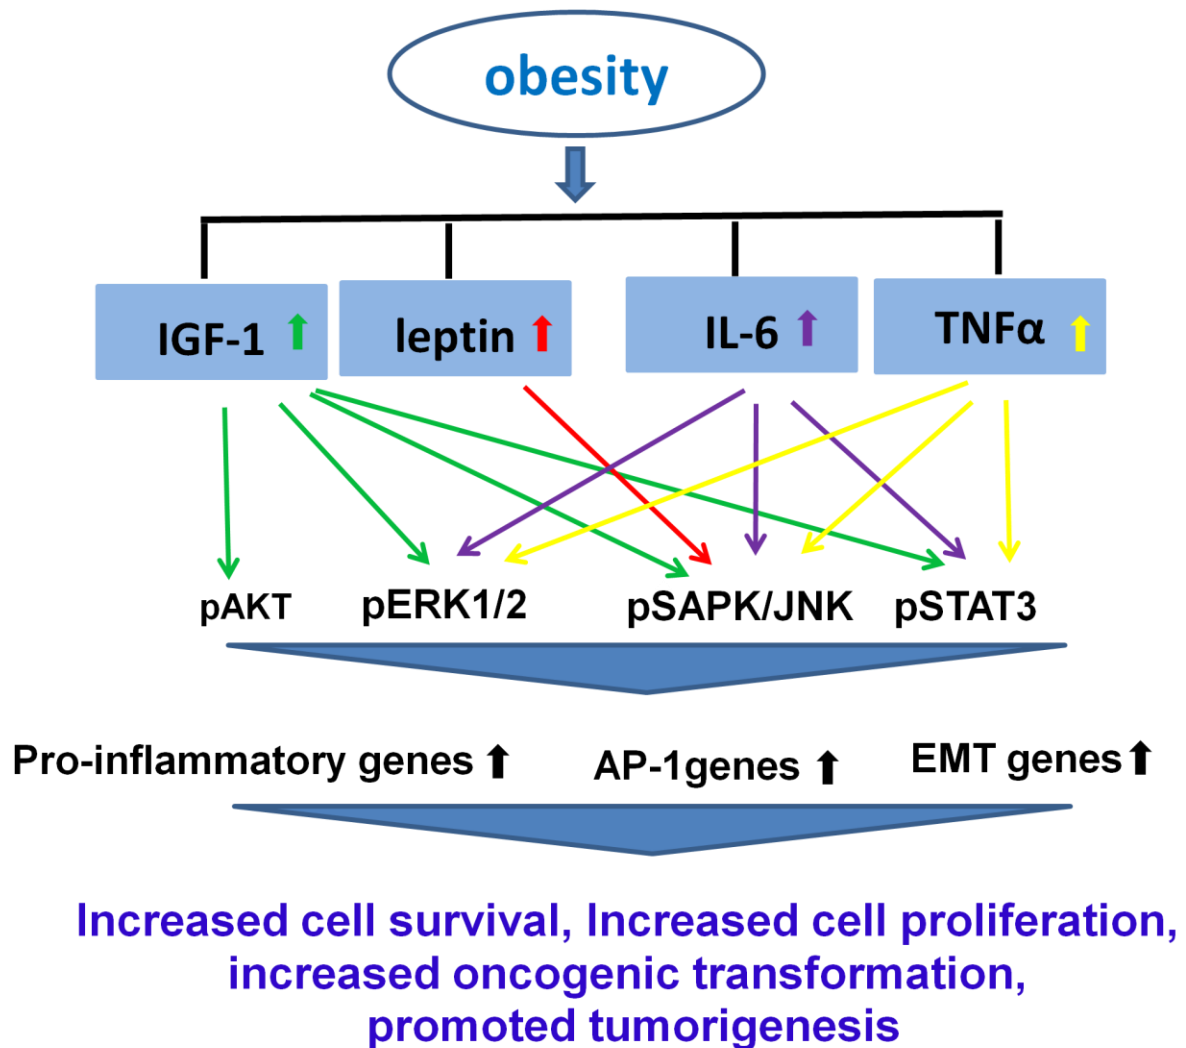 obesity
IGF-1
leptin
IL-6
TNFα
pAKT
pERK1/2
pSAPK/JNK
pSTAT3
Pro-inflammatory genes
AP-1genes
EMT genes
Increased cell survival, Increased cell proliferation,
increased oncogenic transformation,
promoted tumorigenesis